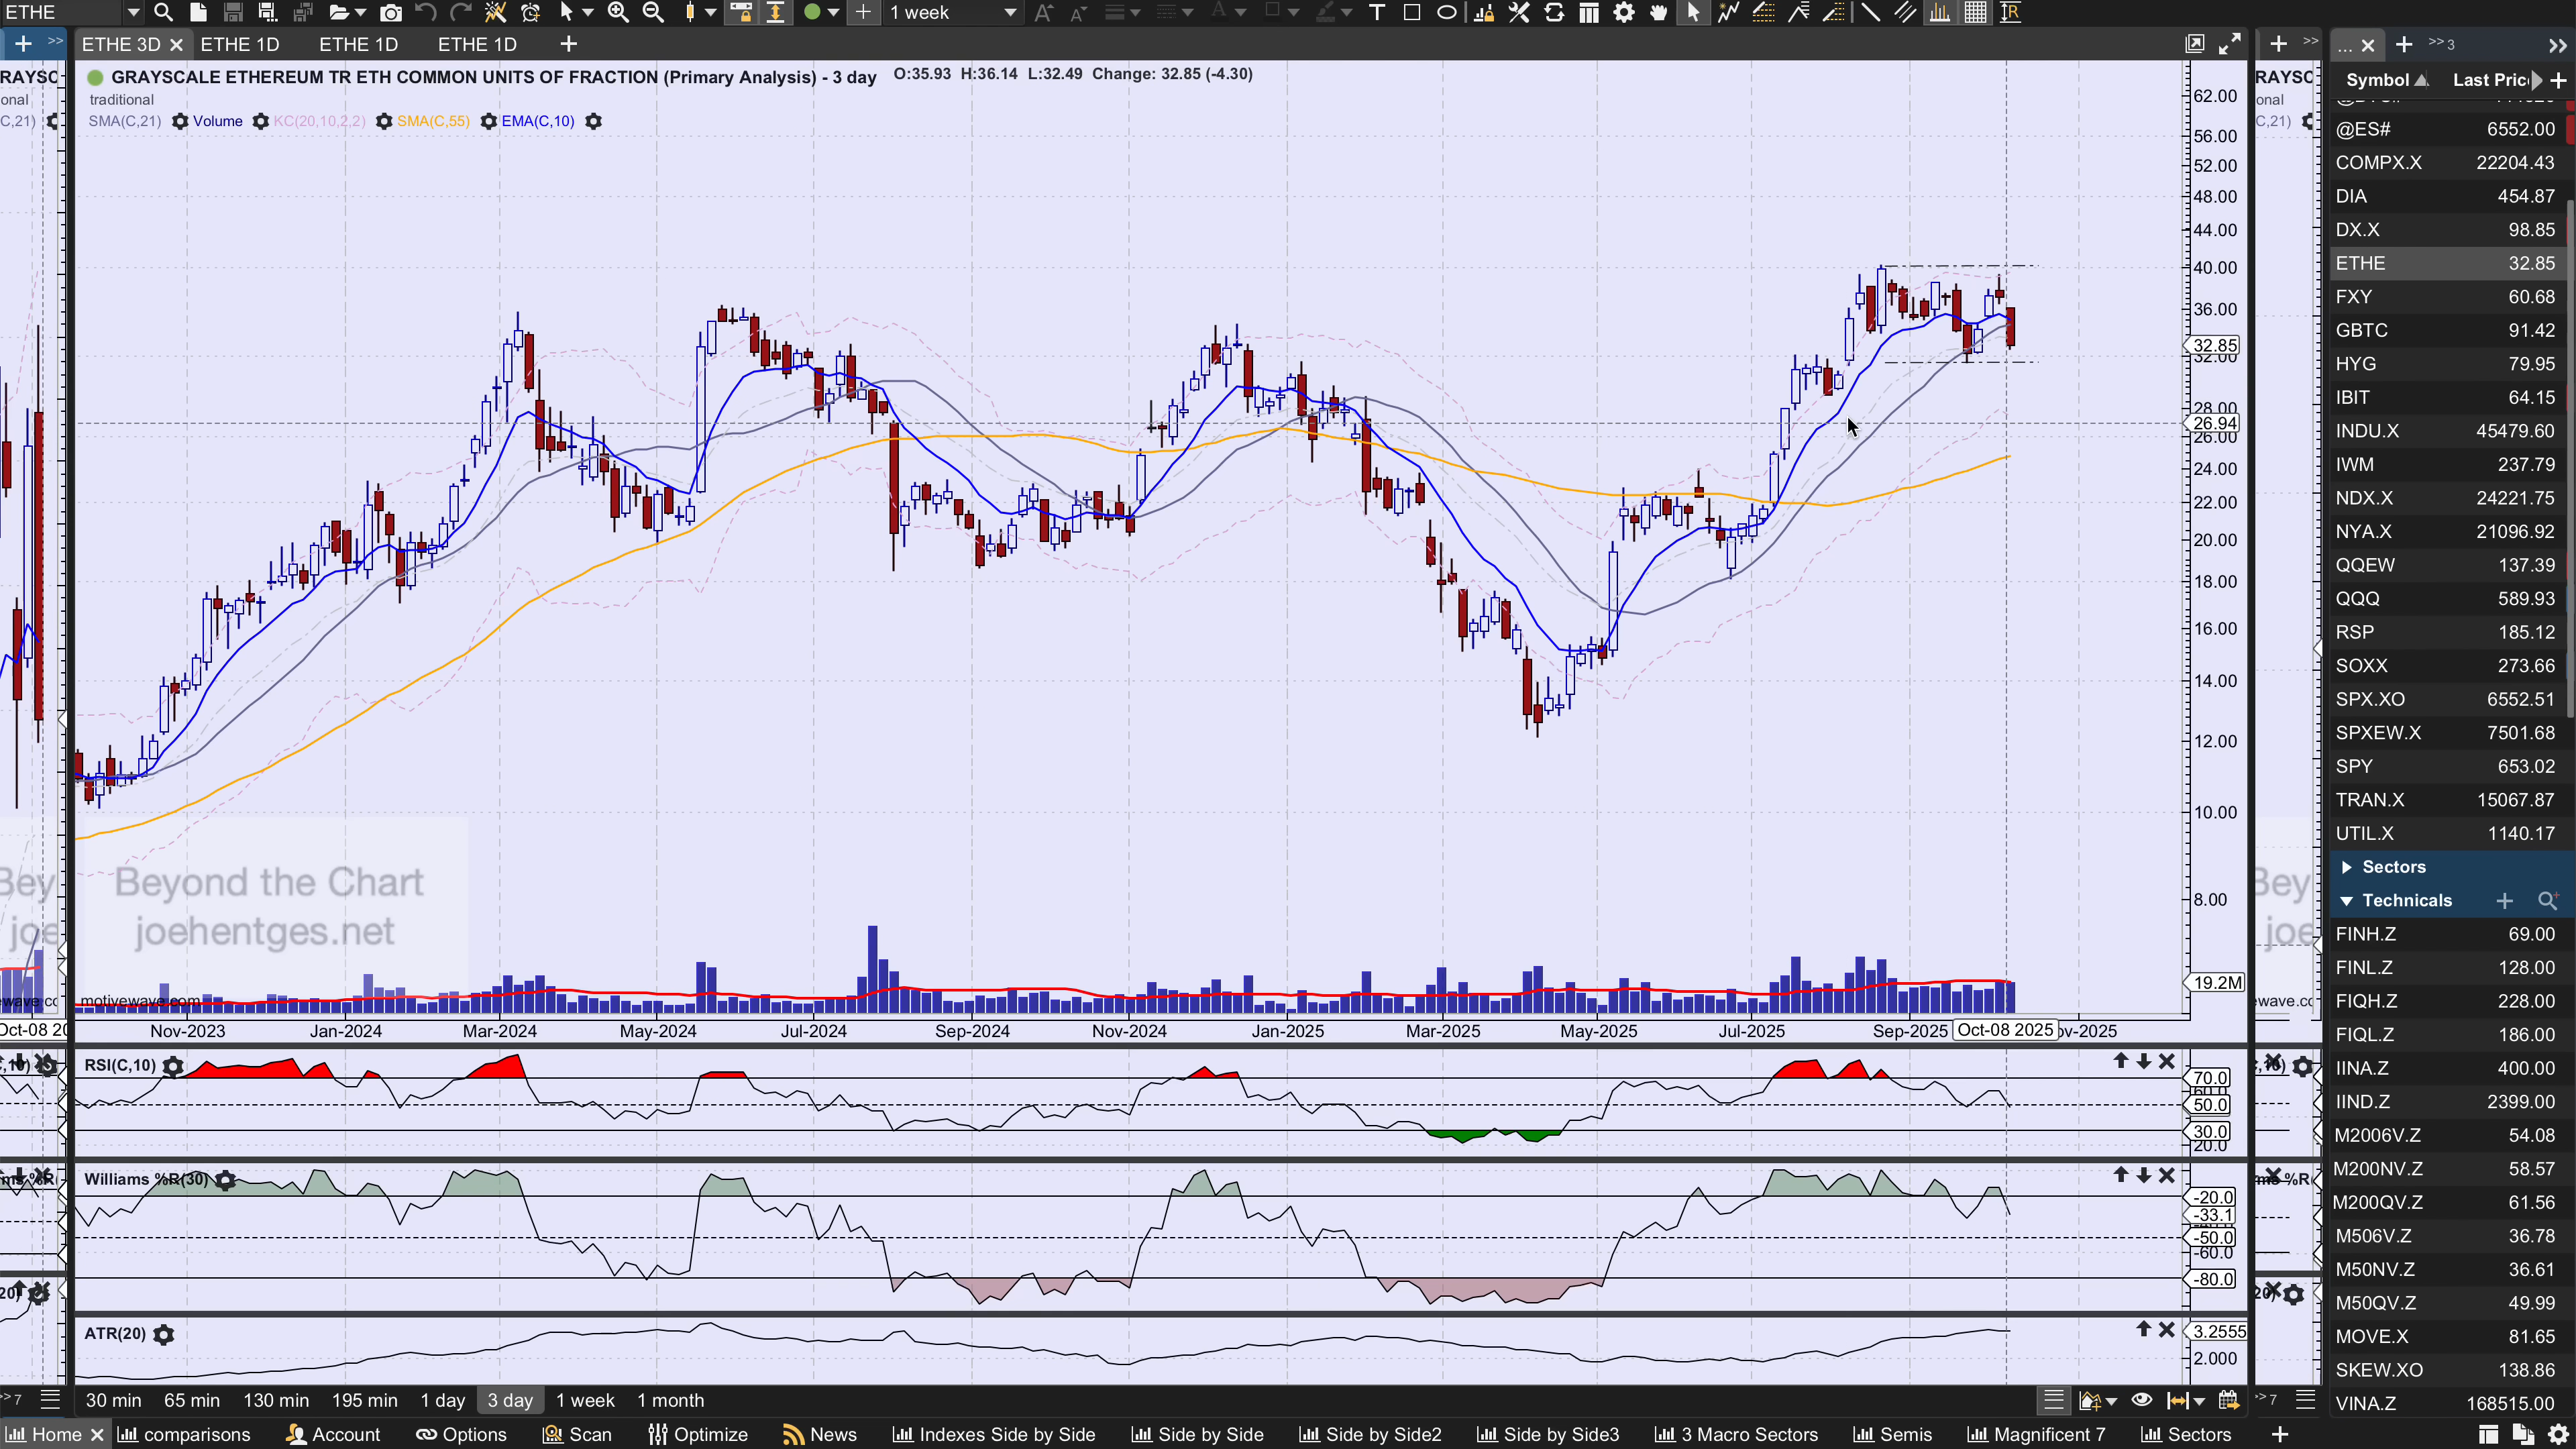 ETHE
1 week
ETHE 3D
ETHE 1D
ETHE 1D
ETHE 1D
>> 3
GRAYSCALE ETHEREUM TR ETH COMMON UNITS OF FRACTION (Primary Analysis) - 3 day
O:35.93 H:36.14 L:32.49 Change: 32.85 (-4.30)
traditional
SMA(C,21)
Volume
KC(20,10,2,2)
SMA(C,55)
EMA(C,10)
62.00
56.00
52.00
48.00
44.00
40.00
36.00
32.85
32.00
28.00
26.94
26.00
24.00
22.00
20.00
18.00
16.00
14.00
12.00
10.00
8.00
19.2M
Beyond the Chart
joehentges.net
motivewave.com
Nov-2023
Jan-2024
Mar-2024
May-2024
Jul-2024
Sep-2024
Nov-2024
Jan-2025
Mar-2025
May-2025
Jul-2025
Sep-2025
Oct-08 2025
RSI(C,10)
70.0
50.0
30.0
20.0
Williams %R(30)
-20.0
-33.1
-50.0
-60.0
-80.0
ATR(20)
3.2555
2.000
30 min
65 min
130 min
195 min
1 day
3 day
1 week
1 month
Home
comparisons
Account
Options
Scan
Optimize
News
Indexes Side by Side
Side by Side
Side by Side2
Side by Side3
3 Macro Sectors
Semis
Magnificent 7
Sectors
Symbol
@ES# 6552.00
COMPX.X 22204.43
DIA 454.87
DX.X 98.85
ETHE 32.85
FXY 60.68
GBTC 91.42
HYG 79.95
IBIT 64.15
INDU.X 45479.60
IWM 237.79
NDX.X 24221.75
NYA.X 21096.92
QQEW 137.39
QQQ 589.93
RSP 185.12
SOXX 273.66
SPX.XO 6552.51
SPXEW.X 7501.68
SPY 653.02
TRAN.X 15067.87
UTIL.X 1140.17
Sectors
Technicals
FINH.Z 69.00
FINL.Z 128.00
FIQH.Z 228.00
FIQL.Z 186.00
IINA.Z 400.00
IIND.Z 2399.00
M2006V.Z 54.08
M200NV.Z 58.57
M200QV.Z 61.56
M506V.Z 36.78
M50NV.Z 36.61
M50QV.Z 49.99
MOVE.X 81.65
SKEW.XO 138.86
VINA.Z 168515.00